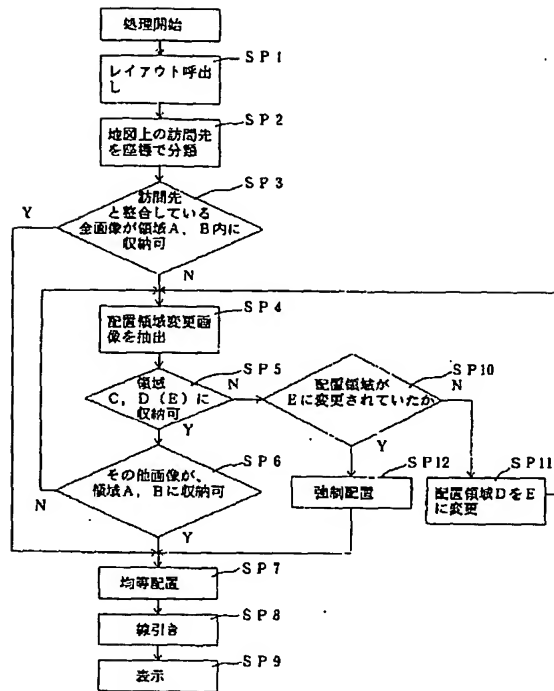 処理開始
SP1
レイアウト呼出
し
SP2
地図上の訪問先
を座標で分類
SP3
訪問先
と整合している
全画像が領域A,B内に
収納可
Y
N
SP4
配置領域変更画
像を抽出
SP5
領域
C,D(E)に
収納可
N
Y
SP10
配置領域が
Eに変更されていたか
N
Y
SP6
その他画像が、
領域A,Bに収納可
N
Y
SP12
強制配置
SP11
配置領域DをE
に変更
SP7
均等配置
SP8
線引き
SP9
表示